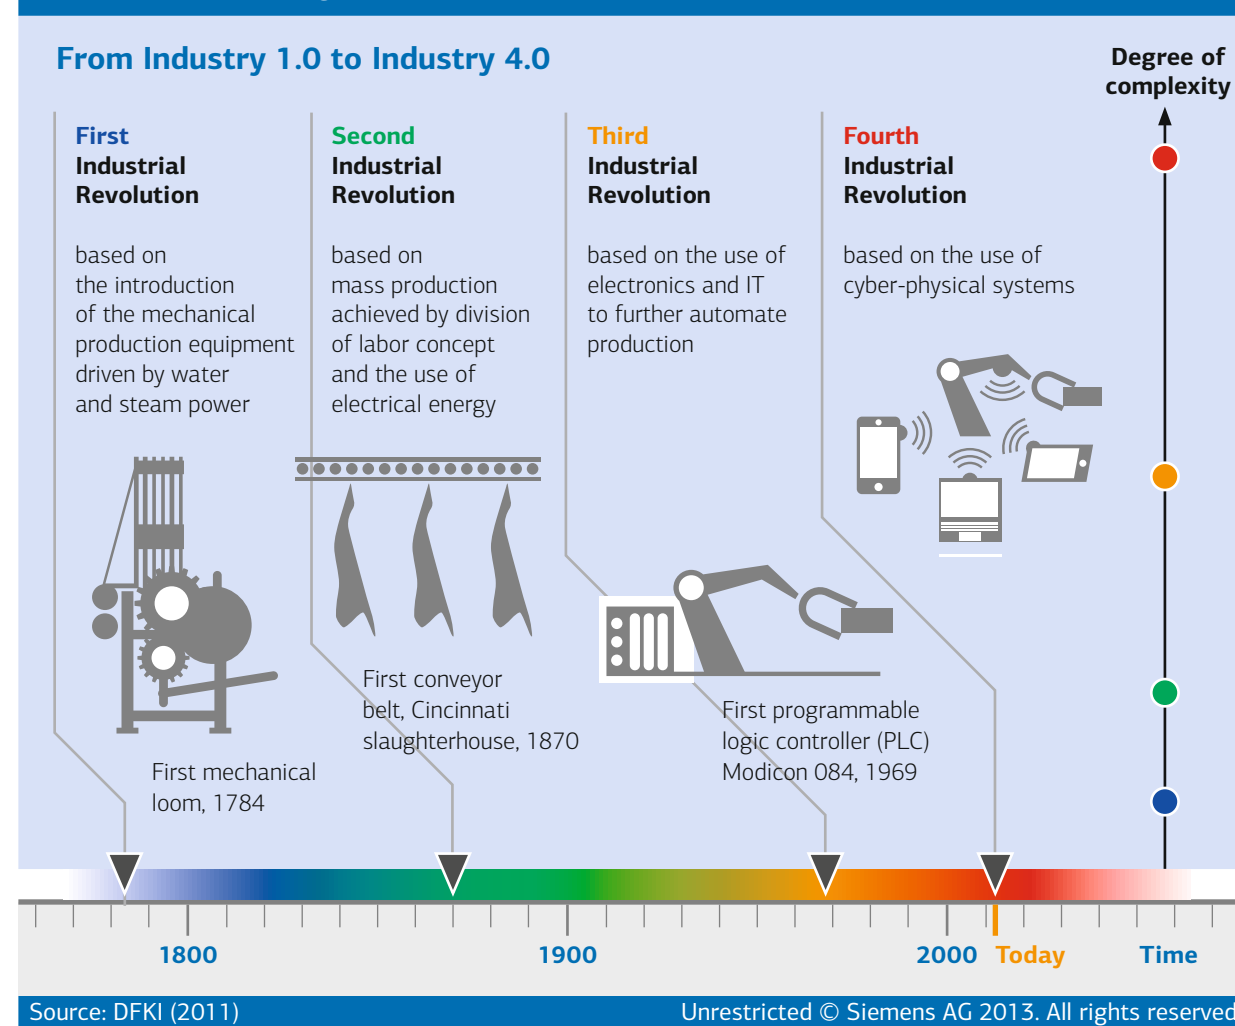 From Industry 1.0 to Industry 4.0
Degree of
complexity
First
Industrial
Revolution
based on
the introduction
of the mechanical
production equipment
driven by water
and steam power
First mechanical
loom, 1784
Second
Industrial
Revolution
based on
mass production
achieved by division
of labor concept
and the use of
electrical energy
First conveyor
belt, Cincinnati
slaughterhouse, 1870
Third
Industrial
Revolution
based on the use of
electronics and IT
to further automate
production
First programmable
logic controller (PLC)
Modicon 084, 1969
Fourth
Industrial
Revolution
based on the use of
cyber-physical systems
1800
1900
2000
Today
Time
Source: DFKI (2011)
Unrestricted © Siemens AG 2013. All rights reserved